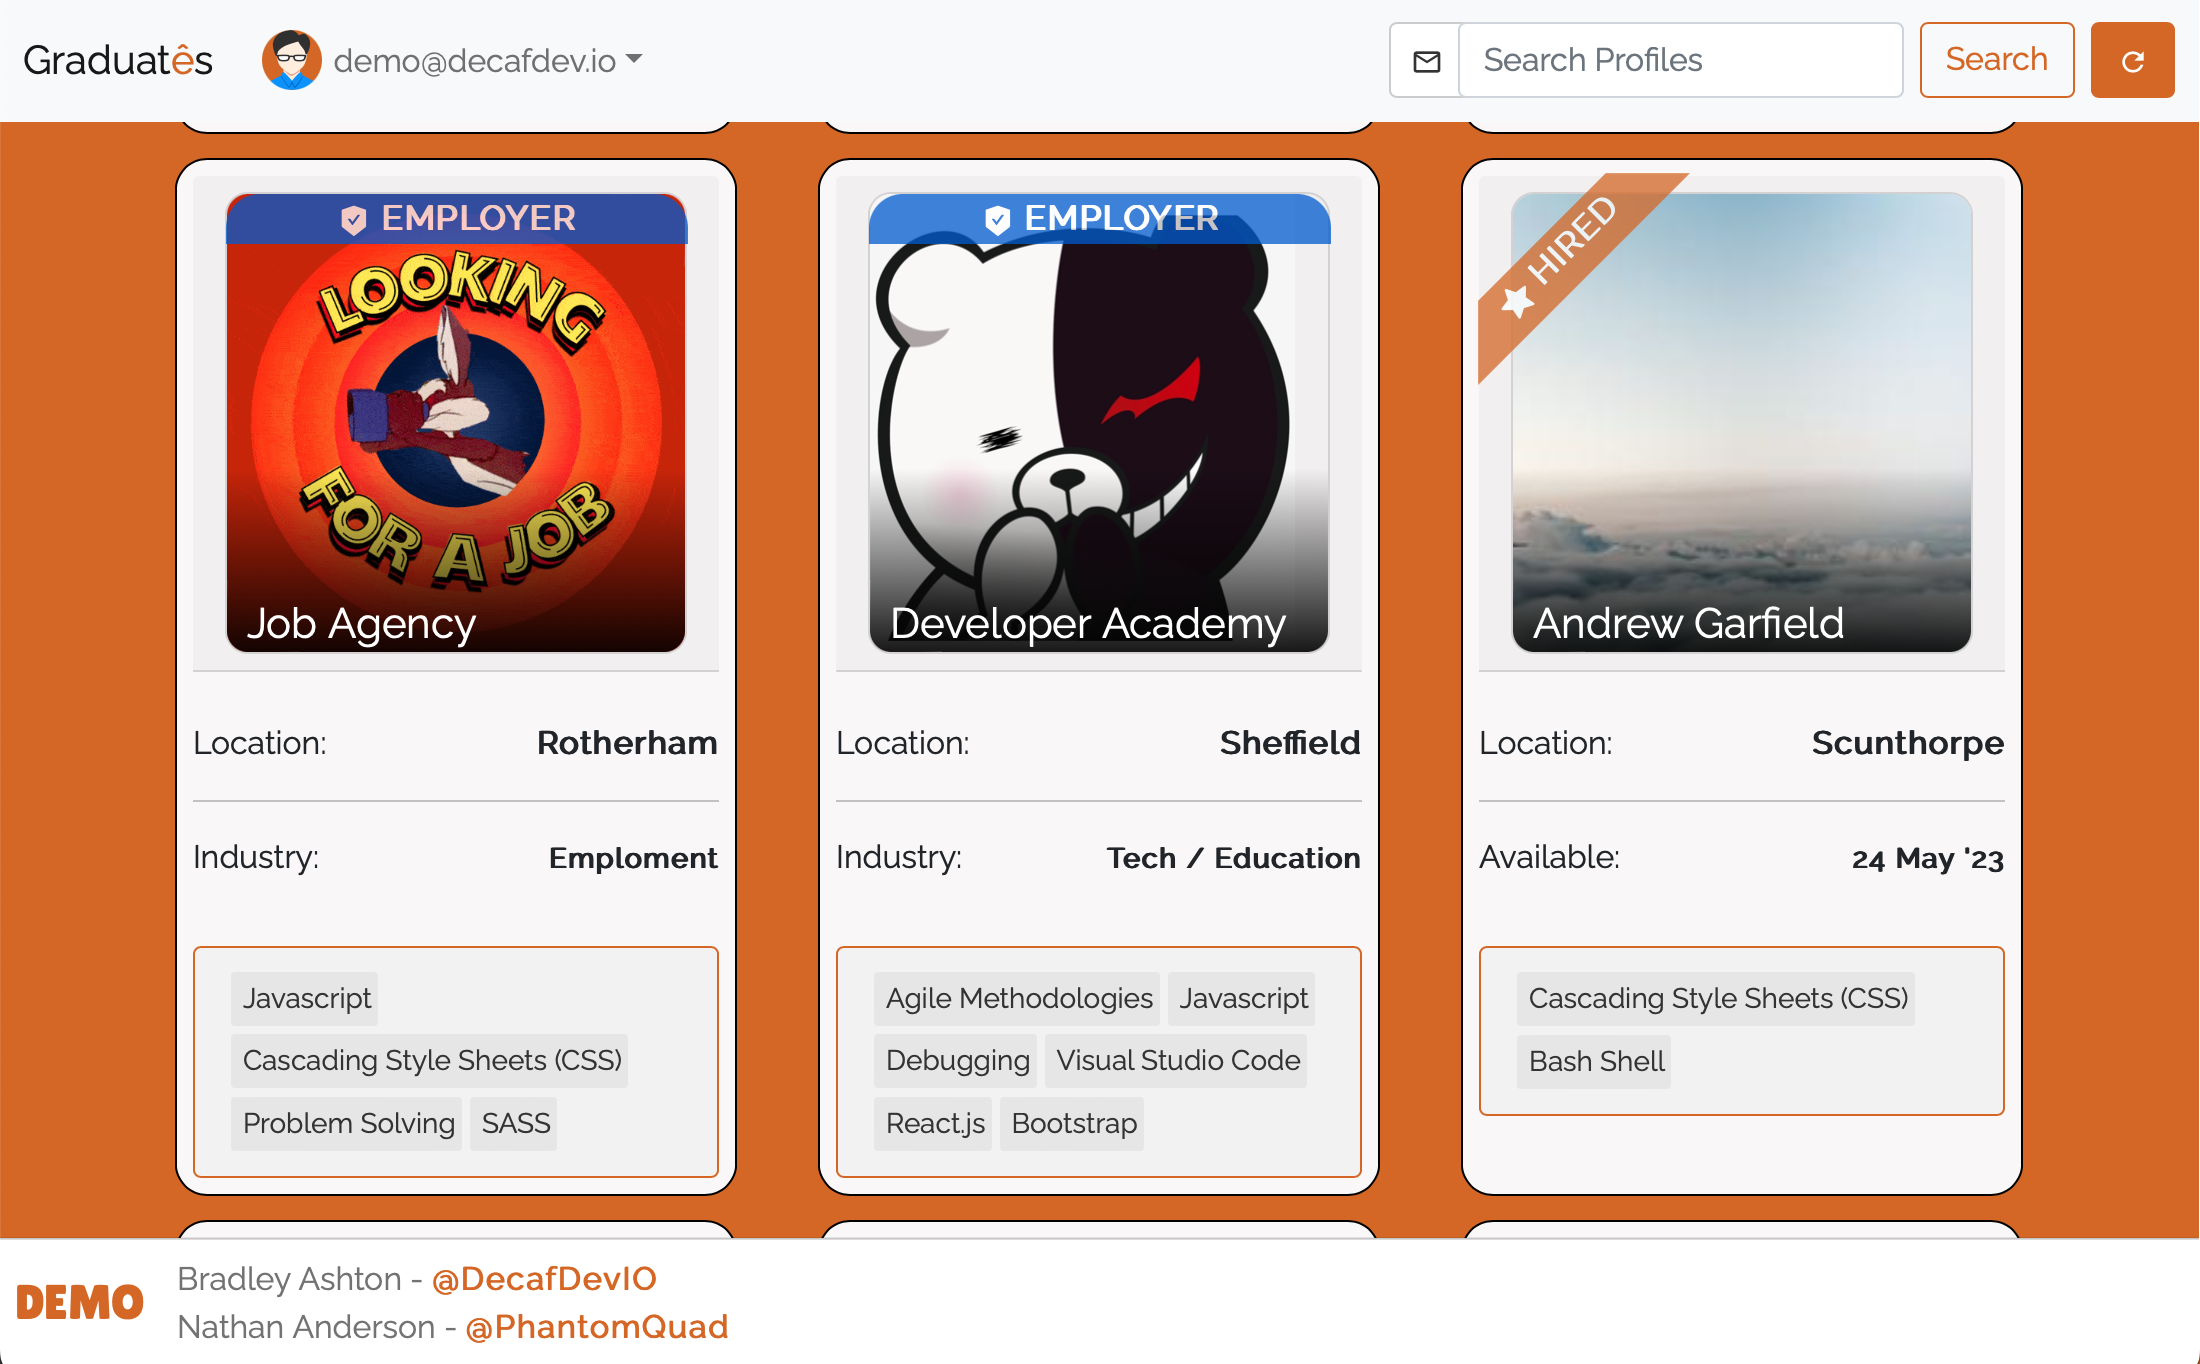 Graduatês
demo@decafdev.io
Search Profiles
Search
EMPLOYER
LOOKING
FOR A JOB
Job Agency
Location: Rotherham
Industry: Emploment
Javascript
Cascading Style Sheets (CSS)
Problem Solving SASS
EMPLOYER
Developer Academy
Location: Sheffield
Industry: Tech / Education
Agile Methodologies Javascript
Debugging Visual Studio Code
React.js Bootstrap
HIRED
Andrew Garfield
Location: Scunthorpe
Available: 24 May '23
Cascading Style Sheets (CSS)
Bash Shell
DEMO
Bradley Ashton - @DecafDevIO
Nathan Anderson - @PhantomQuad